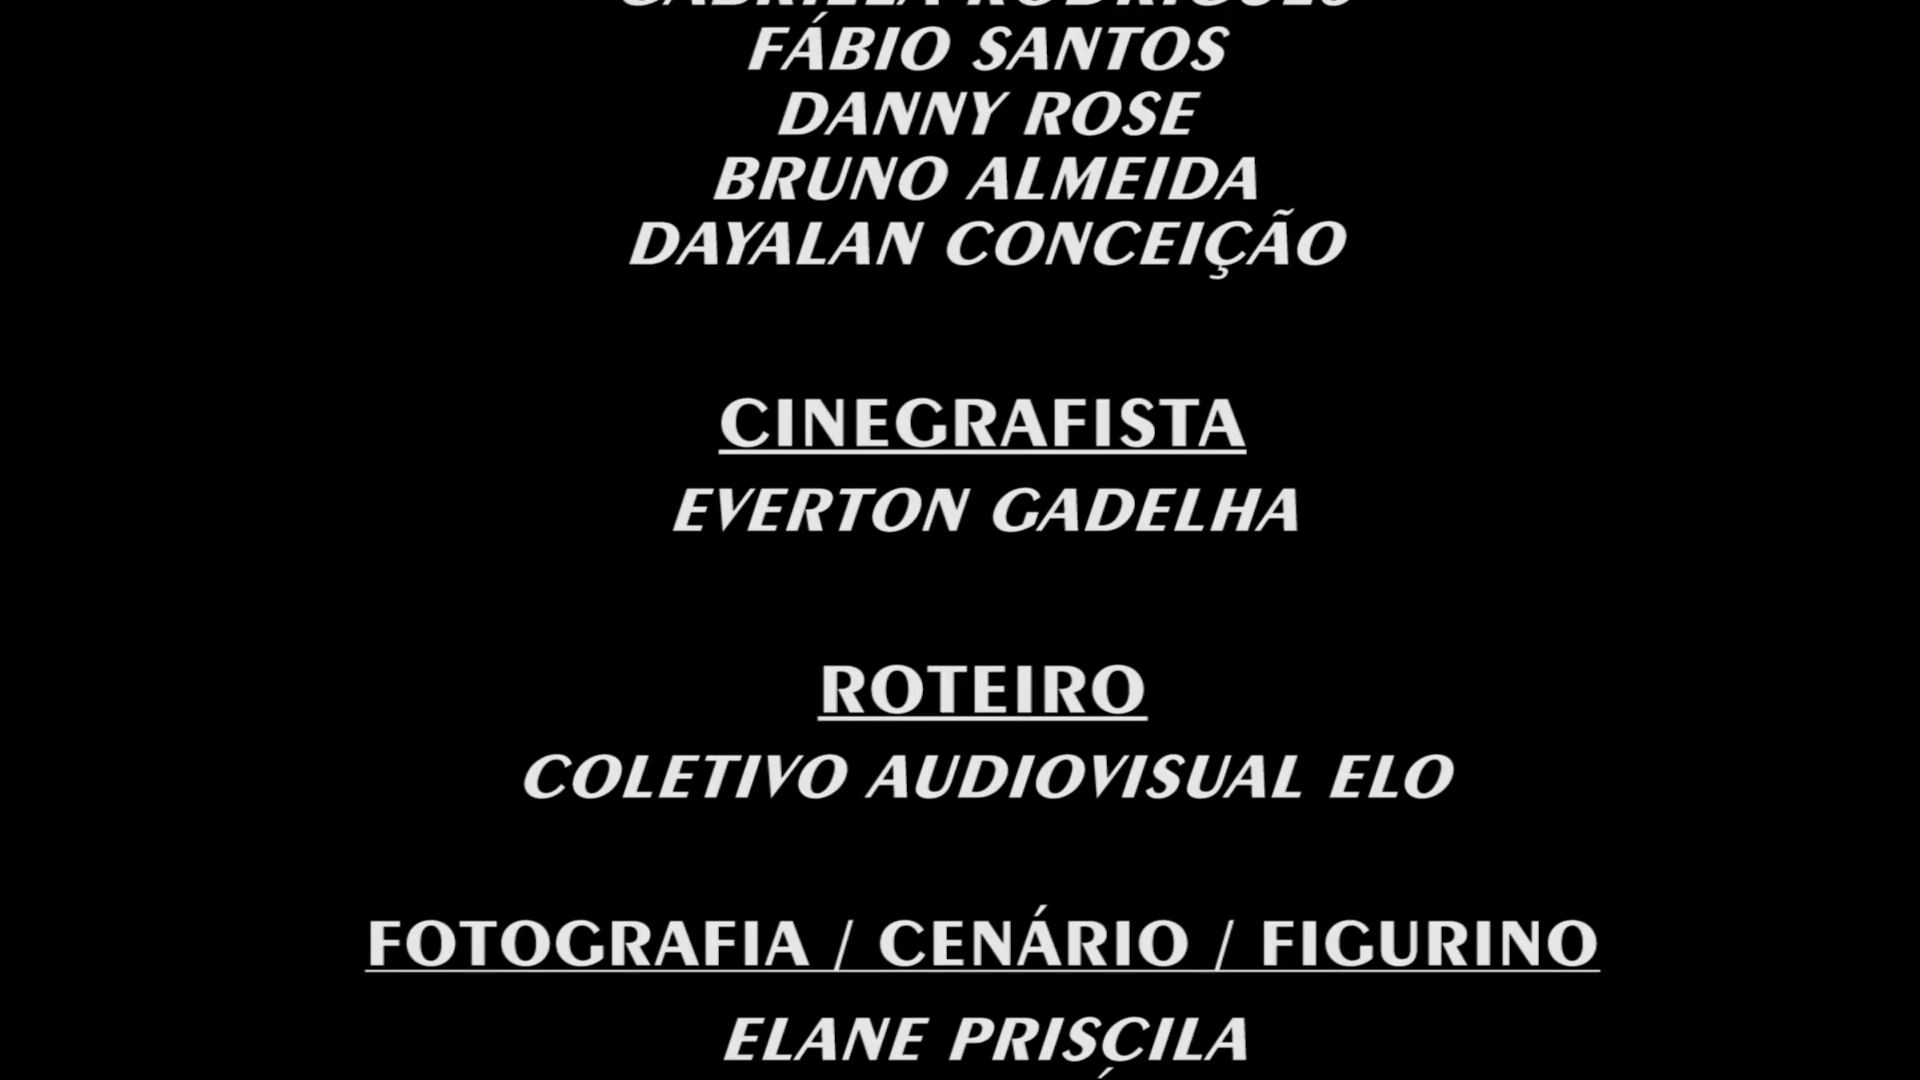 FÁBIO SANTOS
DANNY ROSE
BRUNO ALMEIDA
DAYALAN CONCEIÇÃO
CINEGRAFISTA
EVERTON GADELHA
ROTEIRO
COLETIVO AUDIOVISUAL ELO
FOTOGRAFIA / CENÁRIO / FIGURINO
ELANE PRISCILA